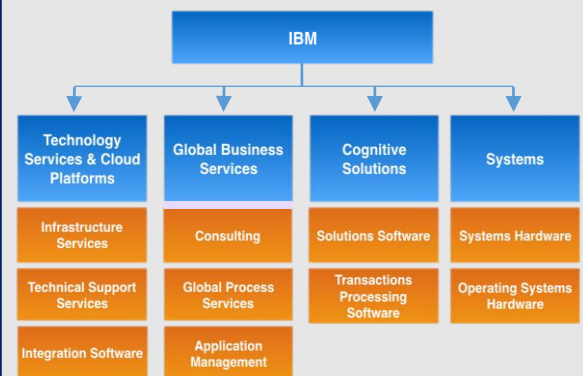 IBM
Technology
Services & Cloud
Platforms
Global Business
Services
Cognitive
Solutions
Systems
Infrastructure
Services
Consulting
Solutions Software
Systems Hardware
Technical Support
Services
Global Process
Services
Transactions
Processing
Software
Operating Systems
Hardware
Integration Software
Application
Management